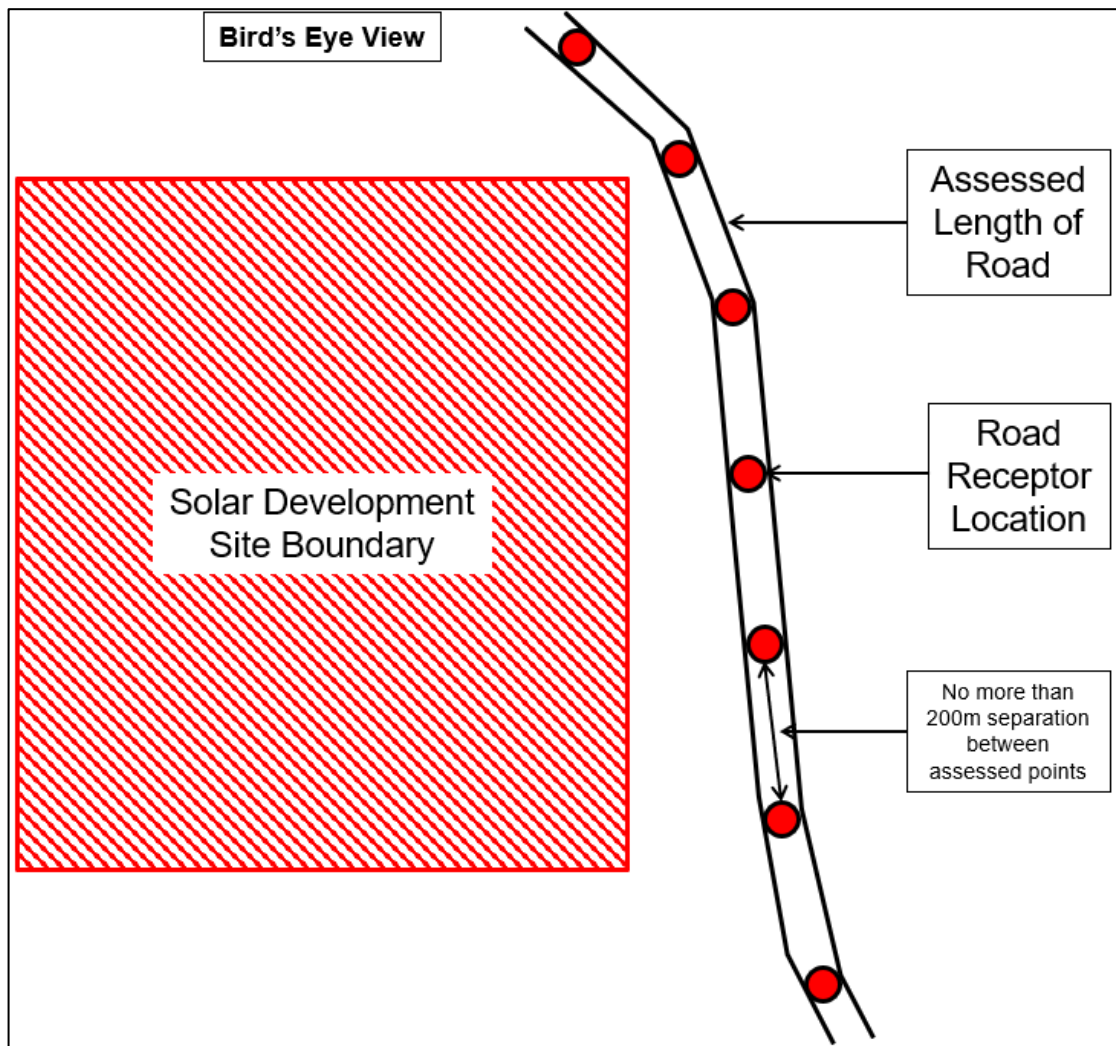 Bird's Eye View
Assessed
Length of
Road
Road
Receptor
Location
Solar Development
Site Boundary
No more than
200m separation
between
assessed points